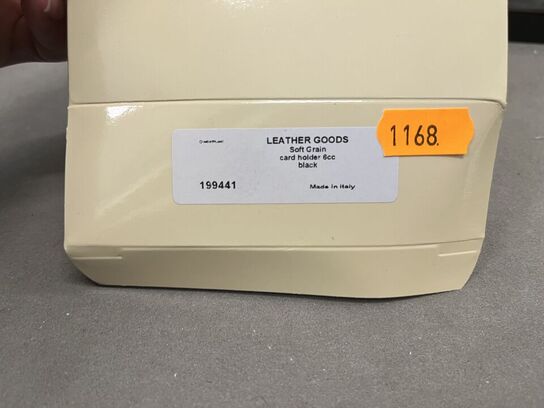 LEATHER GOODS
Soft Grain
card holder 6cc
black
199441
Made in Italy
1168.